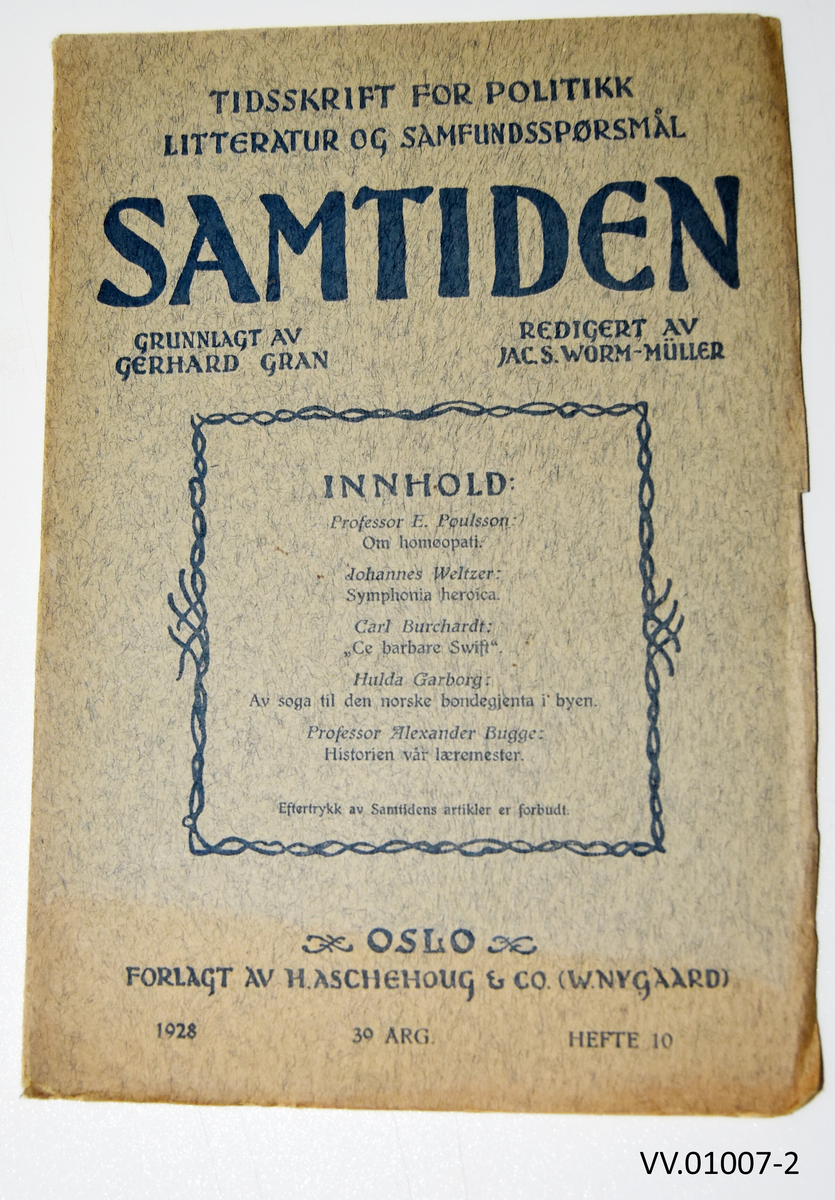 TIDSSKRIFT FOR POLITIKK
LITTERATUR OG SAMFUNDSSPØRSMÅL
SAMTIDEN
GRUNNLAGT AV
GERHARD GRAN
REDIGERT AV
JAC. S. WORM-MÜLLER
INNHOLD:
Professor E. Poulsson:
Om homøopati.
Johannes Weltzer:
Symphonia heroica.
Carl Burchardt:
„Ce barbare Swift“.
Hulda Garborg:
Av soga til den norske bondegjenta i byen.
Professor Alexander Bugge:
Historien vår læremester.
Eftertrykk av Samtidens artikler er forbudt.
OSLO
FORLAGT AV H. ASCHEHOUG & CO. (W. NYGAARD)
1928
39 ARG.
HEFTE 10
VV.01007-2